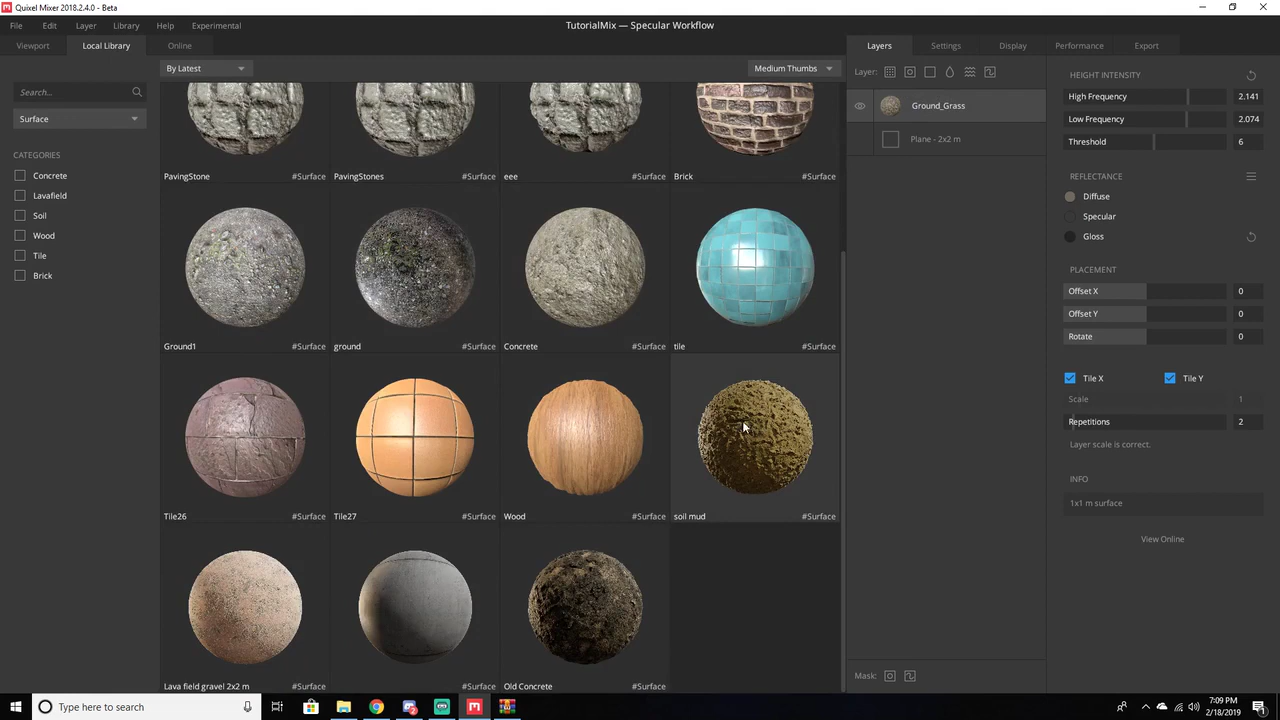 Quixel Mixer 2018.2.4.0 - Beta
File Edit Layer Library Help Experimental
TutorialMix — Specular Workflow
Viewport Local Library Online
Layers Settings Display Performance Export
By Latest
Medium Thumbs
Search...
Surface
CATEGORIES
Concrete
Lavafield
Soil
Wood
Tile
Brick
PavingStone #Surface
PavingStones #Surface
eee #Surface
Brick #Surface
Ground1 #Surface
ground #Surface
Concrete #Surface
tile #Surface
Tile26 #Surface
Tile27 #Surface
Wood #Surface
soil mud #Surface
Lava field gravel 2x2 m #Surface
Old Concrete #Surface
Layer:
Ground_Grass
Plane - 2x2 m
Mask:
HEIGHT INTENSITY
High Frequency 2.141
Low Frequency 2.074
Threshold 6
REFLECTANCE
Diffuse
Specular
Gloss
PLACEMENT
Offset X 0
Offset Y 0
Rotate 0
Tile X Tile Y
Scale 1
Repetitions 2
Layer scale is correct.
INFO
1x1 m surface
View Online
Type here to search
7:09 PM
2/18/2019